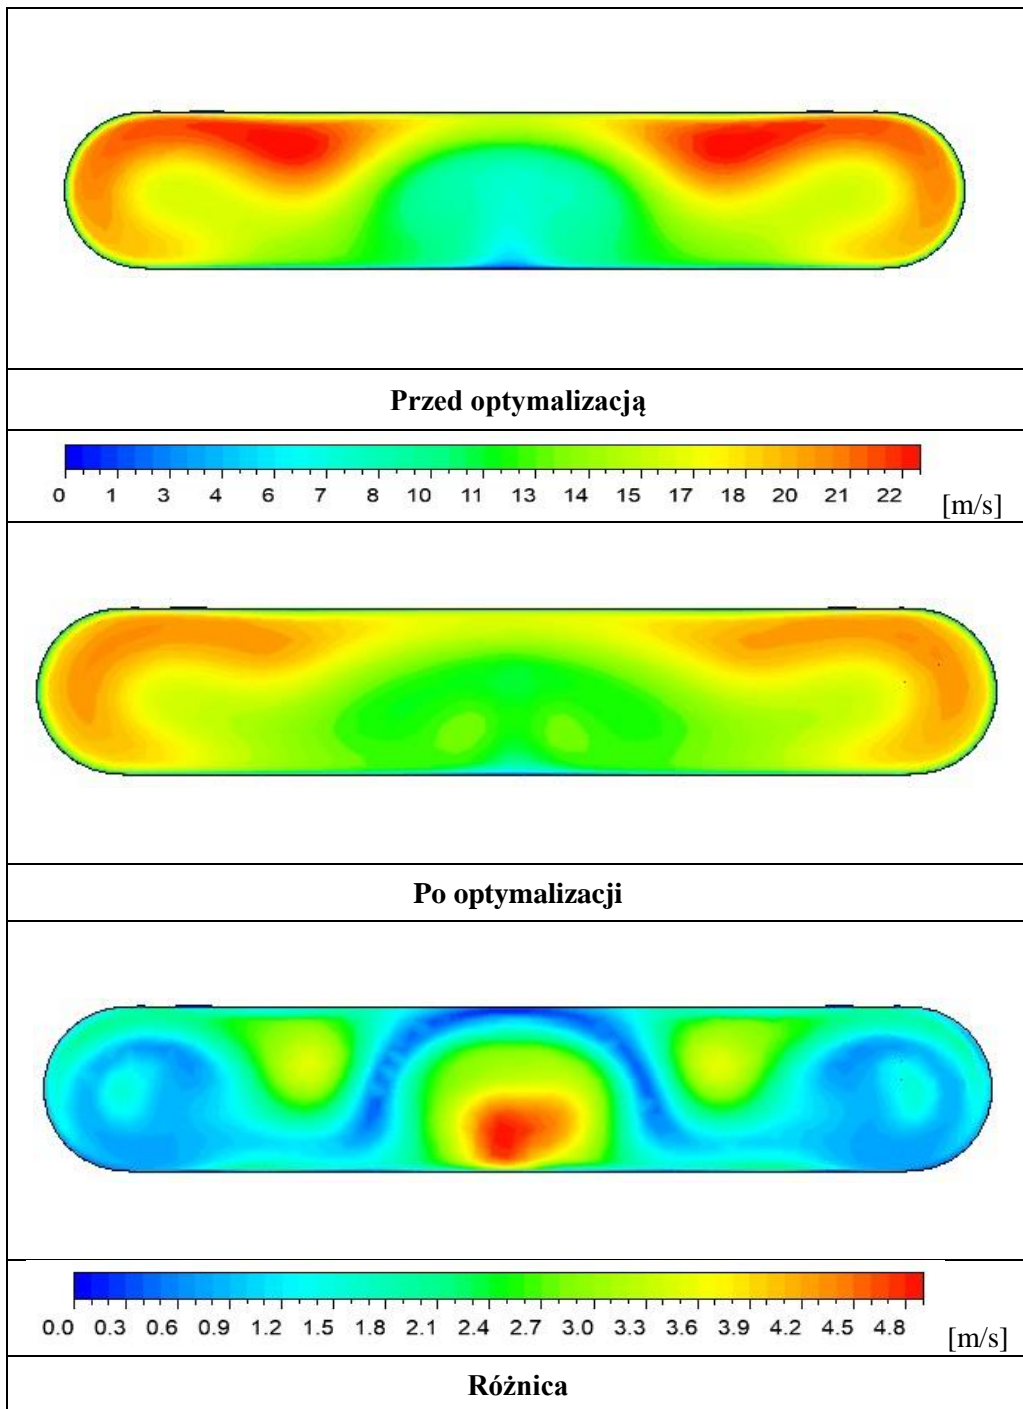 Przed optymalizacją
0 1 3 4 6 7 8 10 11 13 14 15 17 18 20 21 22 [m/s]
Po optymalizacji
0.0 0.3 0.6 0.9 1.2 1.5 1.8 2.1 2.4 2.7 3.0 3.3 3.6 3.9 4.2 4.5 4.8 [m/s]
Różnica